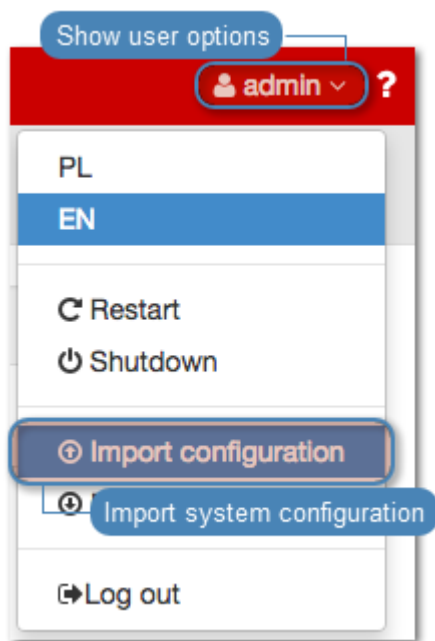 Show user options
admin ?
PL
EN
Restart
Shutdown
Import configuration
Import system configuration
Log out